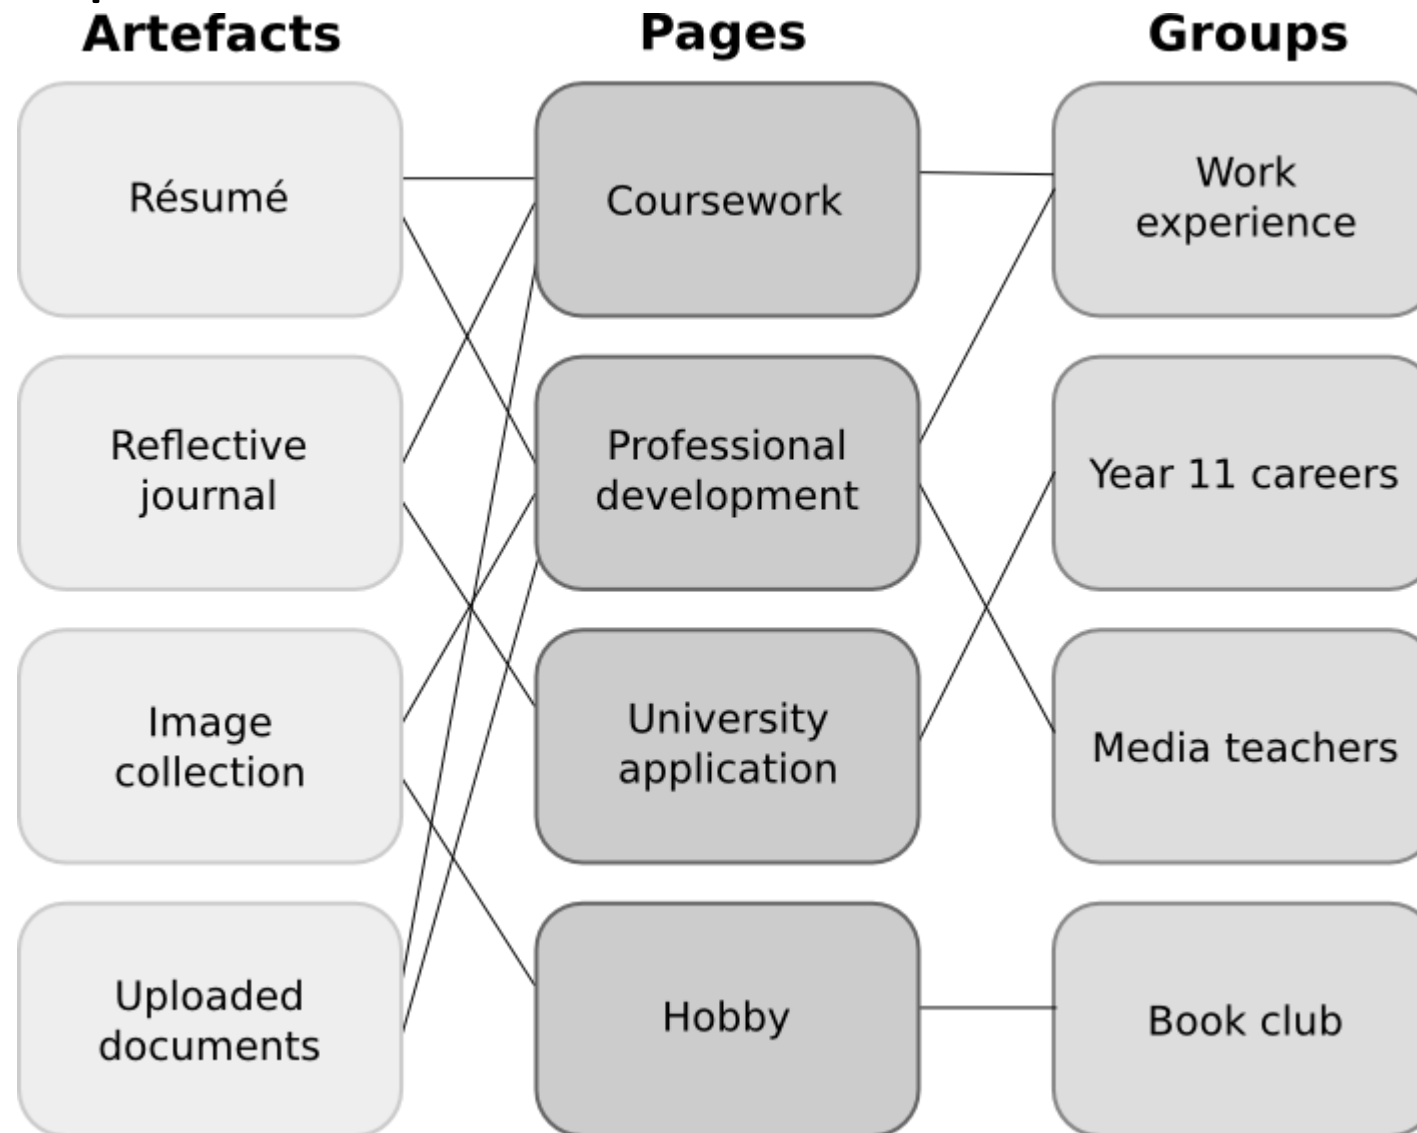 Artefacts
Pages
Groups
Résumé
Coursework
Work
experience
Reflective
journal
Professional
development
Year 11 careers
Image
collection
University
application
Media teachers
Uploaded
documents
Hobby
Book club